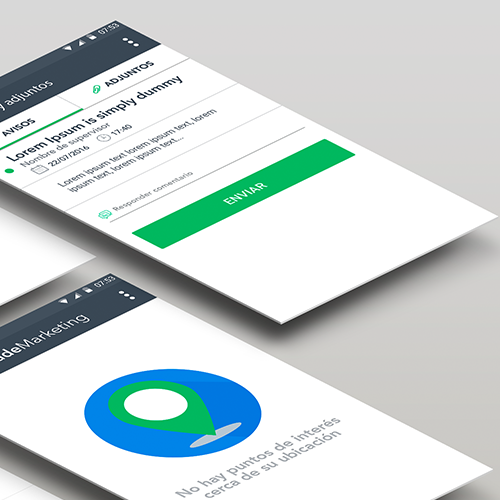 07:53
y adjuntos
AVISOS
ADJUNTOS
Lorem Ipsum is simply dummy
Nombre de supervisor
22/07/2016 17:40
Lorem ipsum text, lorem ipsum text, lorem
ipsum text, lorem ipsum text...
Responder comentario
ENVIAR
07:53
adeMarketing
No hay puntos de interés
cerca de su ubicación